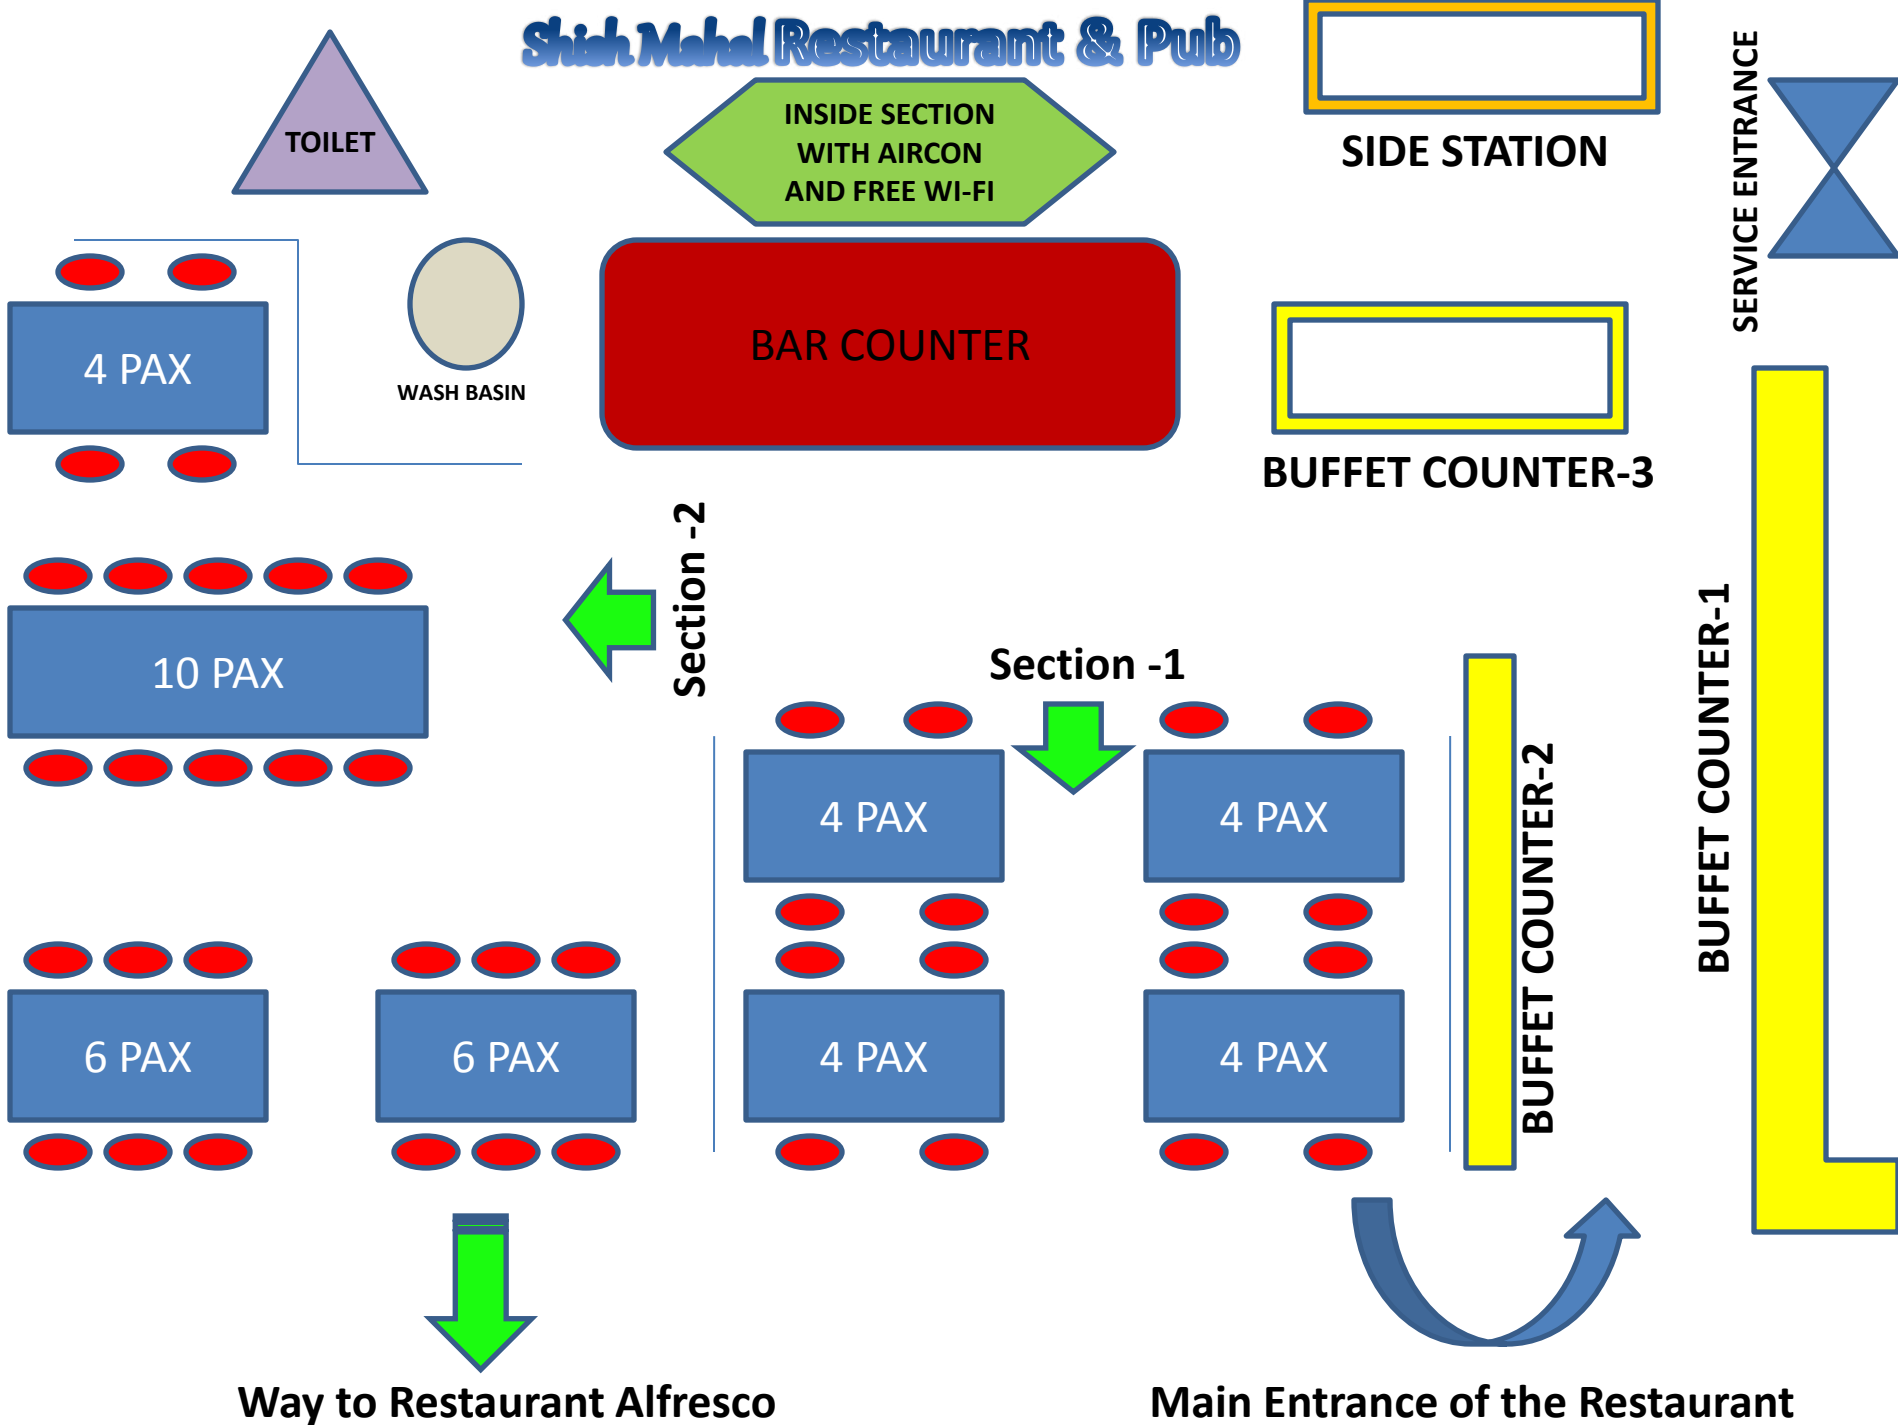 Shish Mahal Restaurant & Pub
TOILET
INSIDE SECTION
WITH AIRCON
AND FREE WI-FI
SIDE STATION
SERVICE ENTRANCE
4 PAX
WASH BASIN
BAR COUNTER
BUFFET COUNTER-3
Section -2
10 PAX
Section -1
BUFFET COUNTER-1
4 PAX
4 PAX
BUFFET COUNTER-2
6 PAX
6 PAX
4 PAX
4 PAX
Way to Restaurant Alfresco
Main Entrance of the Restaurant